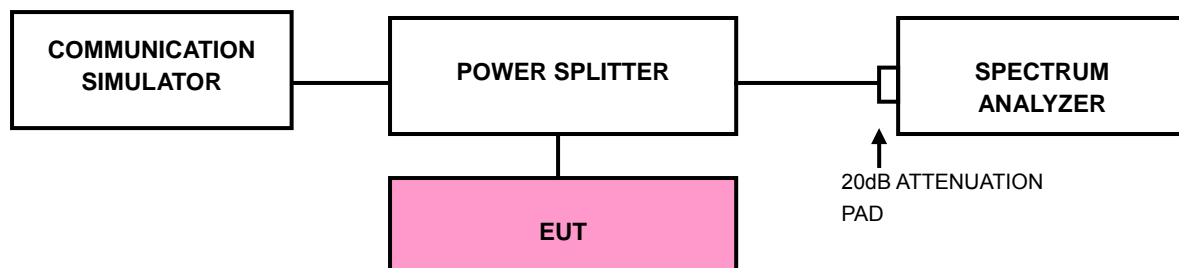 COMMUNICATION
SIMULATOR
POWER SPLITTER
SPECTRUM
ANALYZER
20dB ATTENUATION
PAD
EUT